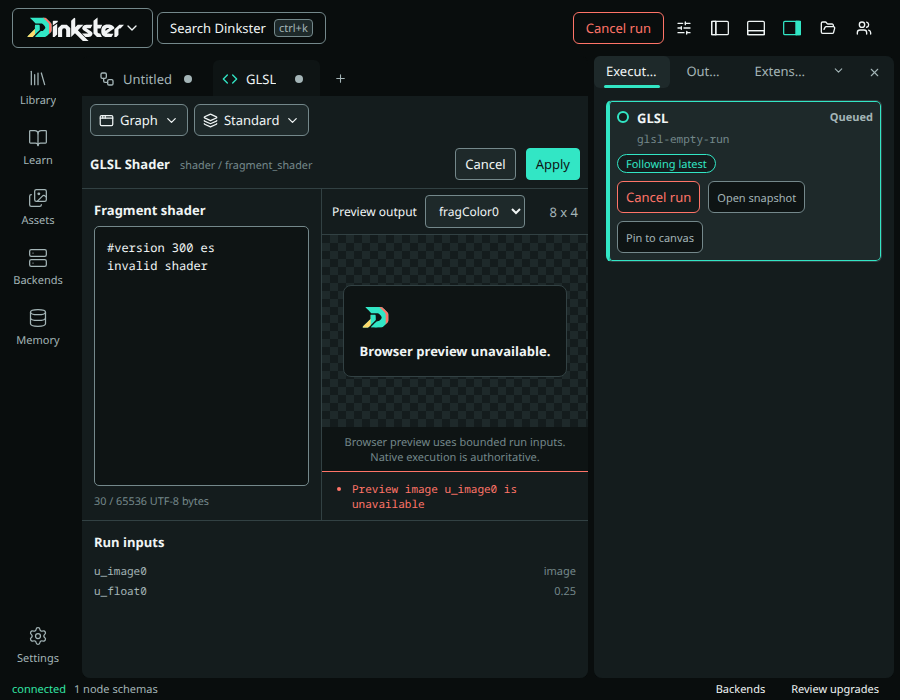 Dinkster
Search Dinkster ctrl+k
Cancel run
Library
Learn
Assets
Backends
Memory
Settings
Untitled
GLSL
Graph
Standard
GLSL Shader shader / fragment_shader
Cancel
Apply
Fragment shader
#version 300 es
invalid shader
30 / 65536 UTF-8 bytes
Preview output fragColor0 8 x 4
Browser preview unavailable.
Browser preview uses bounded run inputs.
Native execution is authoritative.
Preview image u_image0 is
unavailable
Run inputs
u_image0 image
u_float0 0.25
Execut... Out... Extens...
GLSL Queued
glsl-empty-run
Following latest
Cancel run Open snapshot
Pin to canvas
connected 1 node schemas
Backends Review upgrades